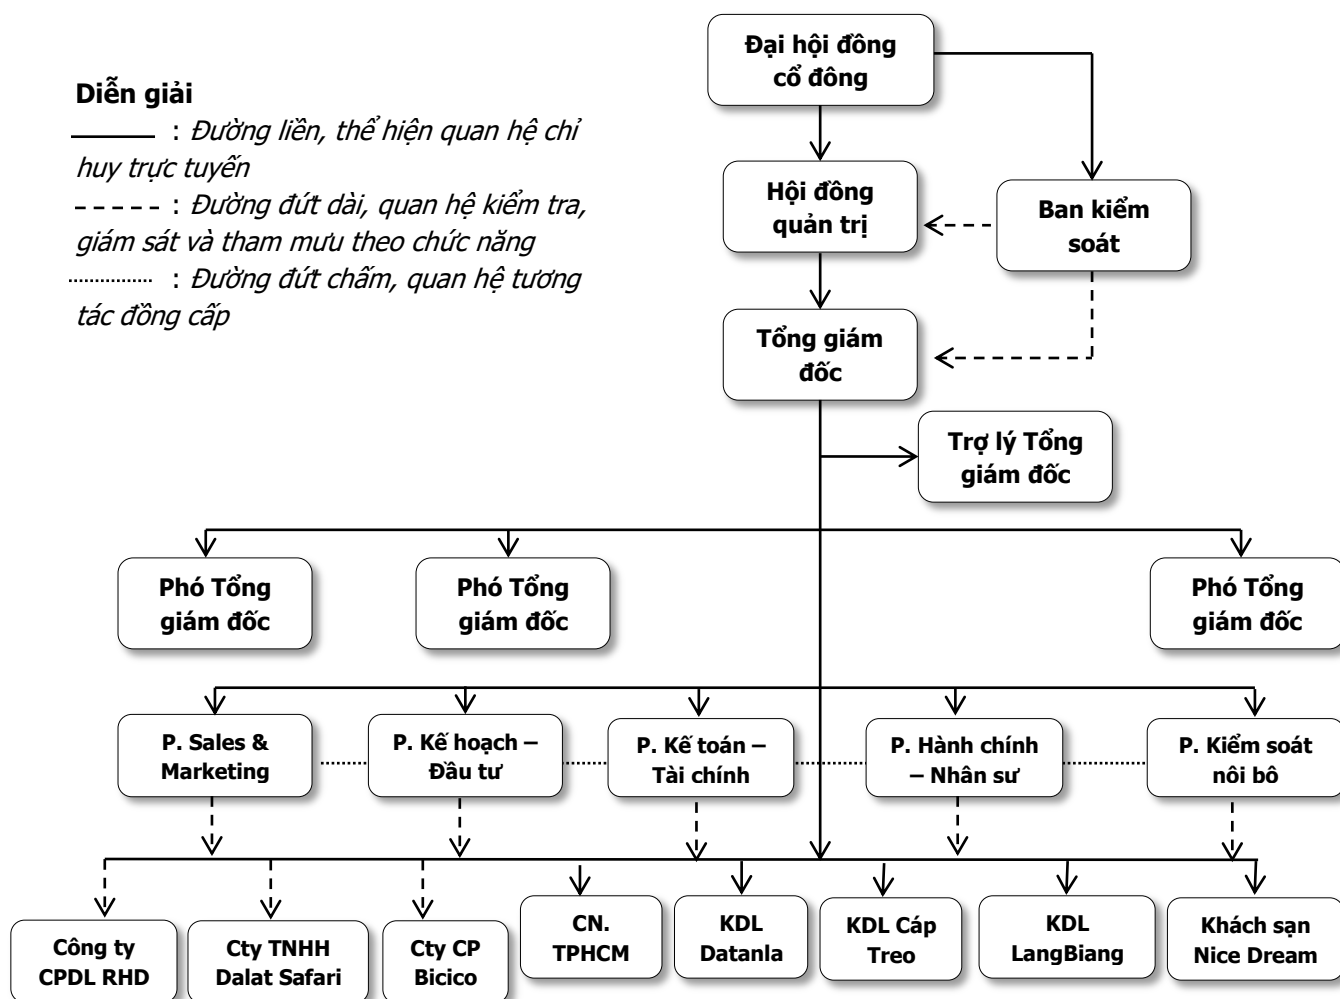 Đại hội đồng
cổ đông
Diễn giải
: Đường liền, thể hiện quan hệ chỉ
huy trực tuyến
: Đường đứt dài, quan hệ kiểm tra,
giám sát và tham mưu theo chức năng
: Đường đứt chấm, quan hệ tương
tác đồng cấp
Hội đồng
quản trị
Ban kiểm
soát
Tổng giám
đốc
Trợ lý Tổng
giám đốc
Phó Tổng
giám đốc
Phó Tổng
giám đốc
Phó Tổng
giám đốc
P. Sales &
Marketing
P. Kế hoạch –
Đầu tư
P. Kế toán –
Tài chính
P. Hành chính
– Nhân sư
P. Kiểm soát
nôi bô
Công ty
CPDL RHD
Cty TNHH
Dalat Safari
Cty CP
Bicico
CN.
TPHCM
KDL
Datanla
KDL Cáp
Treo
KDL
LangBiang
Khách sạn
Nice Dream